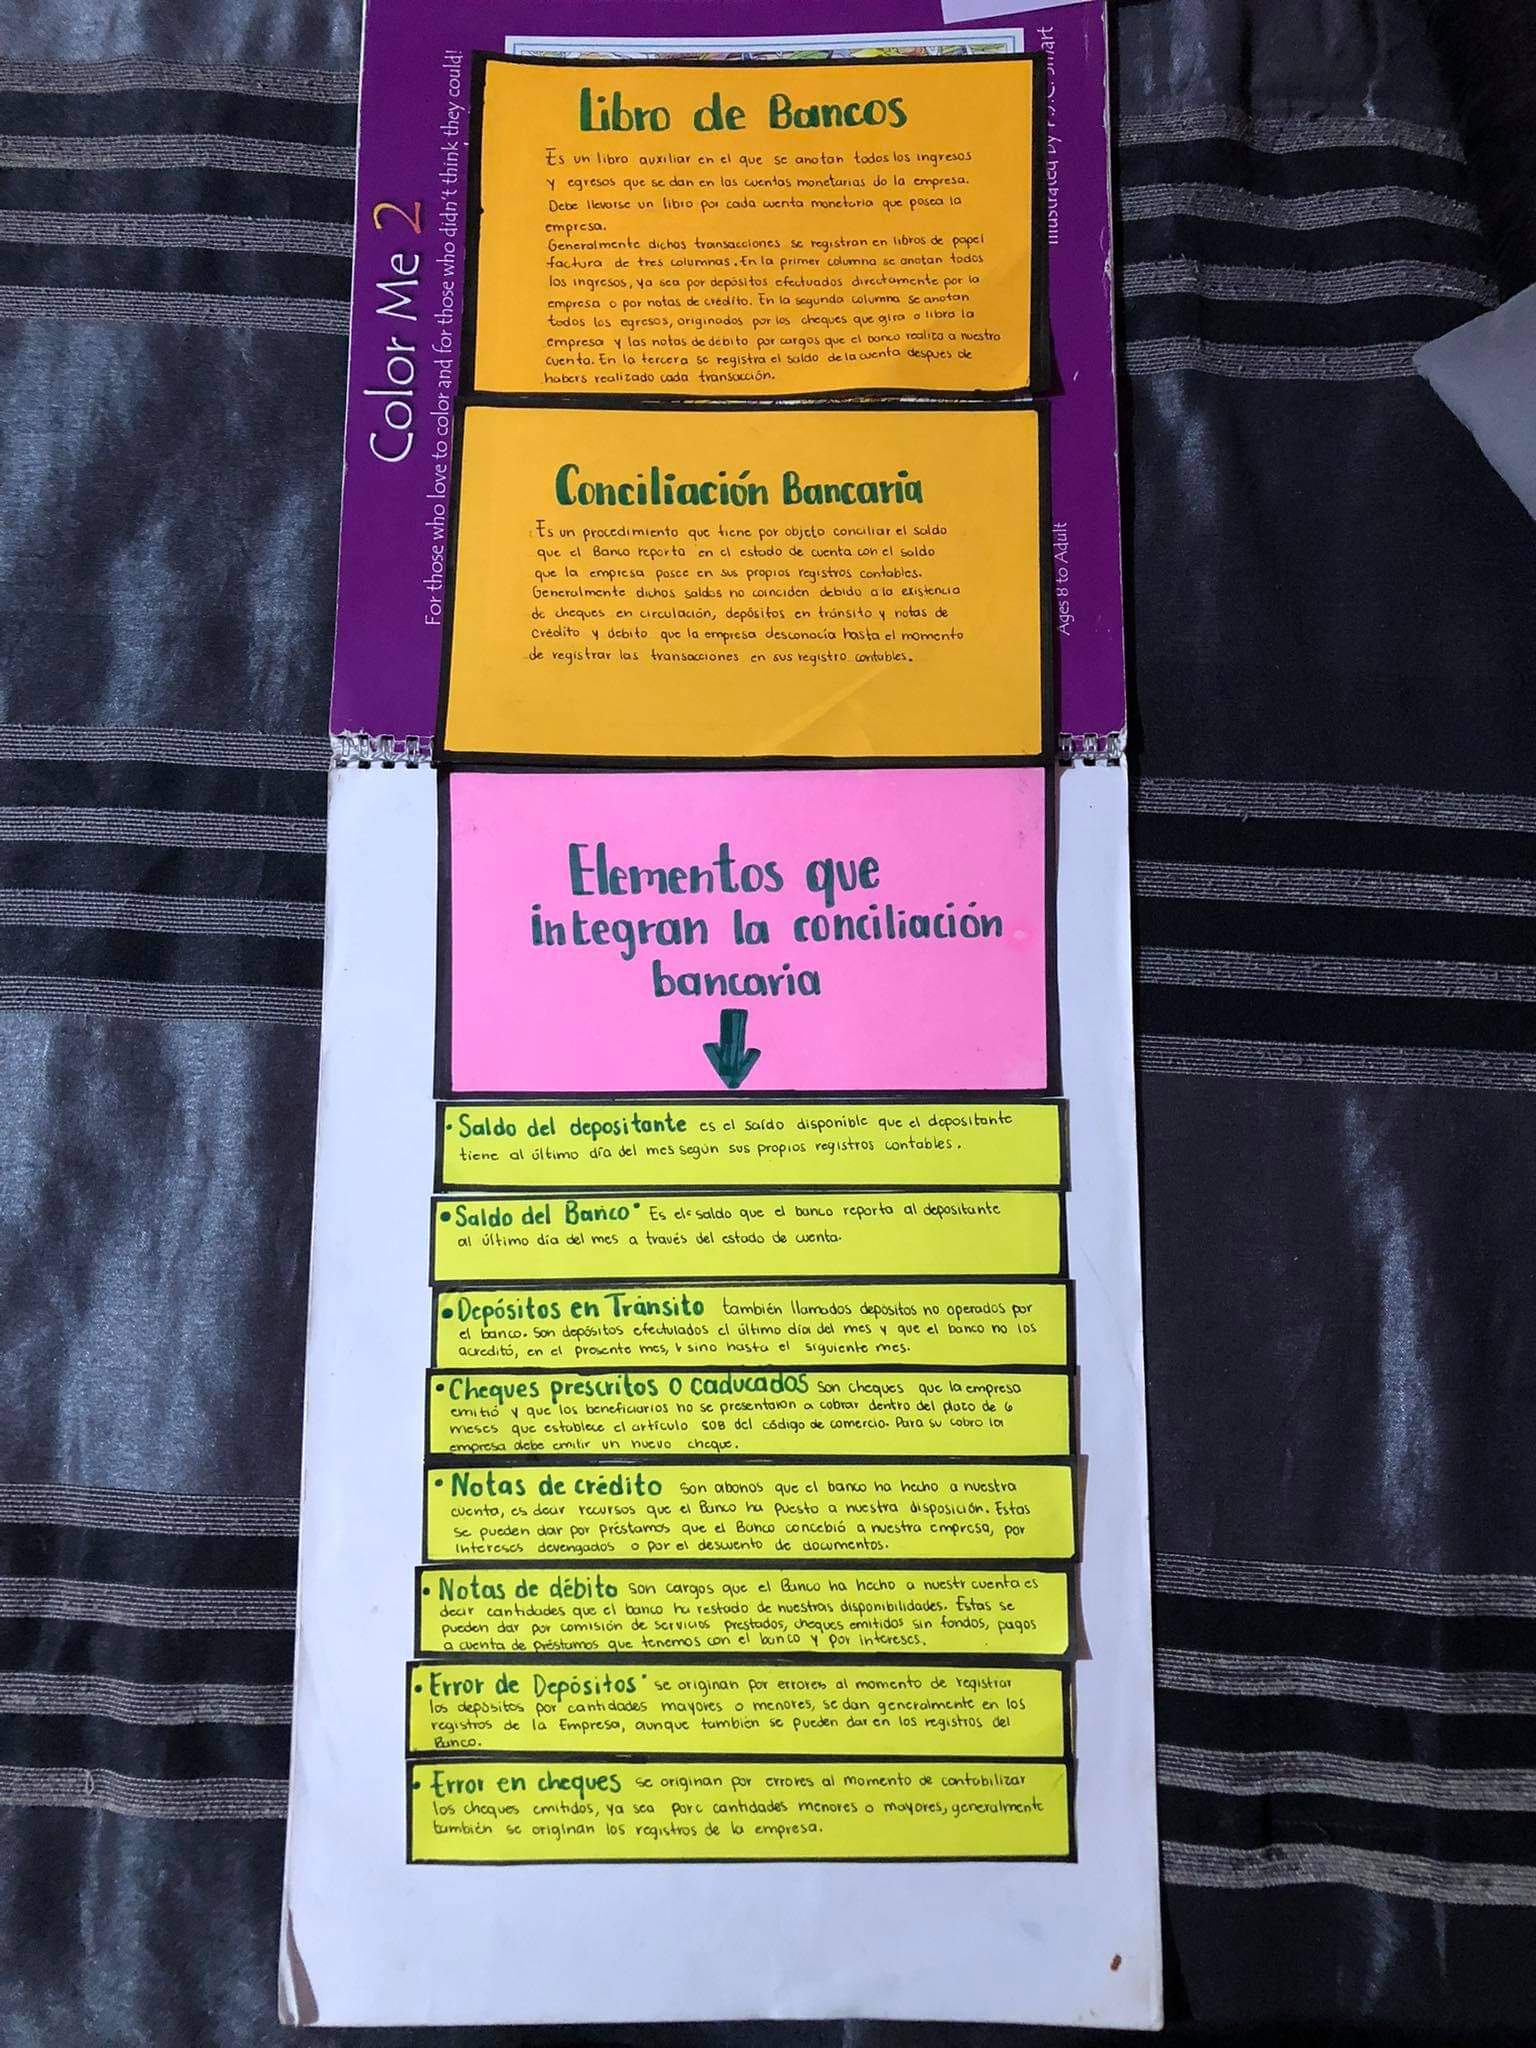 Color Me 2
For those who love to color and for those who didn't think they could!
Ages 8 to Adult
Libro de Bancos
Es un libro auxiliar en el que se anotan todos los ingresos
y egresos que se dan en las cuentas monetarias do la empresa.
Debe llevarse un libro por cada cuenta monetaria que posea la
empresa.
Generalmente dichas transacciones se registran en libros de papel
factura de tres columnas. En la primer columna se anotan todos
los ingresos, ya sea por depósitos efectuados directamente por la
empresa o por notas de crédito. En la segunda columna se anotan
todos los egresos, originados por los cheques que gira o libra la
empresa y las notas de débito por cargos que el banco realiza a nuestra
cuenta. En la tercera se registra el saldo de la cuenta despues de
habers realizado cada transacción.
Conciliación Bancaria
Es un procedimiento que tiene por objeto conciliar el saldo
que el Banco reporta en el estado de cuenta con el saldo
que la empresa posee en sus propios registros contables.
Generalmente dichos saldos no coinciden debido a la existencia
de cheques en circulación, depósitos en tránsito y notas de
crédito y debito que la empresa desconocía hasta el momento
de registrar las transacciones en sus registro contables.
Elementos que
integran la conciliación
bancaria
• Saldo del depositante es el saldo disponible que el depositante
tiene al último día del mes según sus propios registros contables.
• Saldo del Banco• Es el saldo que el banco reporta al depositante
al último día del mes a través del estado de cuenta.
• Depósitos en Tránsito también llamados depósitos no operados por
el banco. Son depósitos efectulados el último día del mes y que el banco no los
acreditó, en el presente mes, sino hasta el siguiente mes.
• Cheques prescritos o caducados Son cheques que la empresa
emitió y que los beneficiarios no se presentaron a cobrar dentro del plazo de 6
meses que establece el artículo 508 del código de comercio. Para su cobro la
empresa debe emitir un nuevo cheque.
• Notas de crédito Son abonos que el banco ha hecho a nuestra
cuenta, es decir recursos que el Banco ha puesto a nuestra disposición. Estas
se pueden dar por préstamos que el Banco concebió a nuestra empresa, por
intereses devengados o por el descuento de documentos.
• Notas de débito Son cargos que el Banco ha hecho a nuestr cuenta es
decir cantidades que el banco ha restado de nuestras disponibilidades. Estas se
pueden dar por comisión de servicios prestados, cheques emitidos sin fondos, pagos
a cuenta de préstamos que tenemos con el banco y por intereses.
• Error de Depósitos• se originan por errores al momento de registrar
los depósitos por cantidades mayores o menores, se dan generalmente en los
registros de la Empresa, aunque también se pueden dar en los registros del
Banco.
• Error en cheques se originan por errores al momento de contabilizar
los cheques emitidos, ya sea porc cantidades menores o mayores, generalmente
también se originan los registros de la empresa.